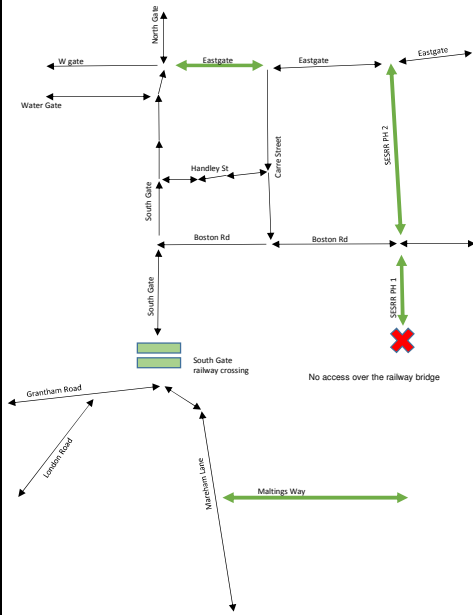 North Gate
W gate
Eastgate
Eastgate
Eastgate
Water Gate
SESRR PH 2
Carre Street
Handley St
South Gate
Boston Rd
Boston Rd
South Gate
SESRR PH 1
South Gate
railway crossing
No access over the railway bridge
Grantham Road
London Road
Mareham Lane
Maltings Way